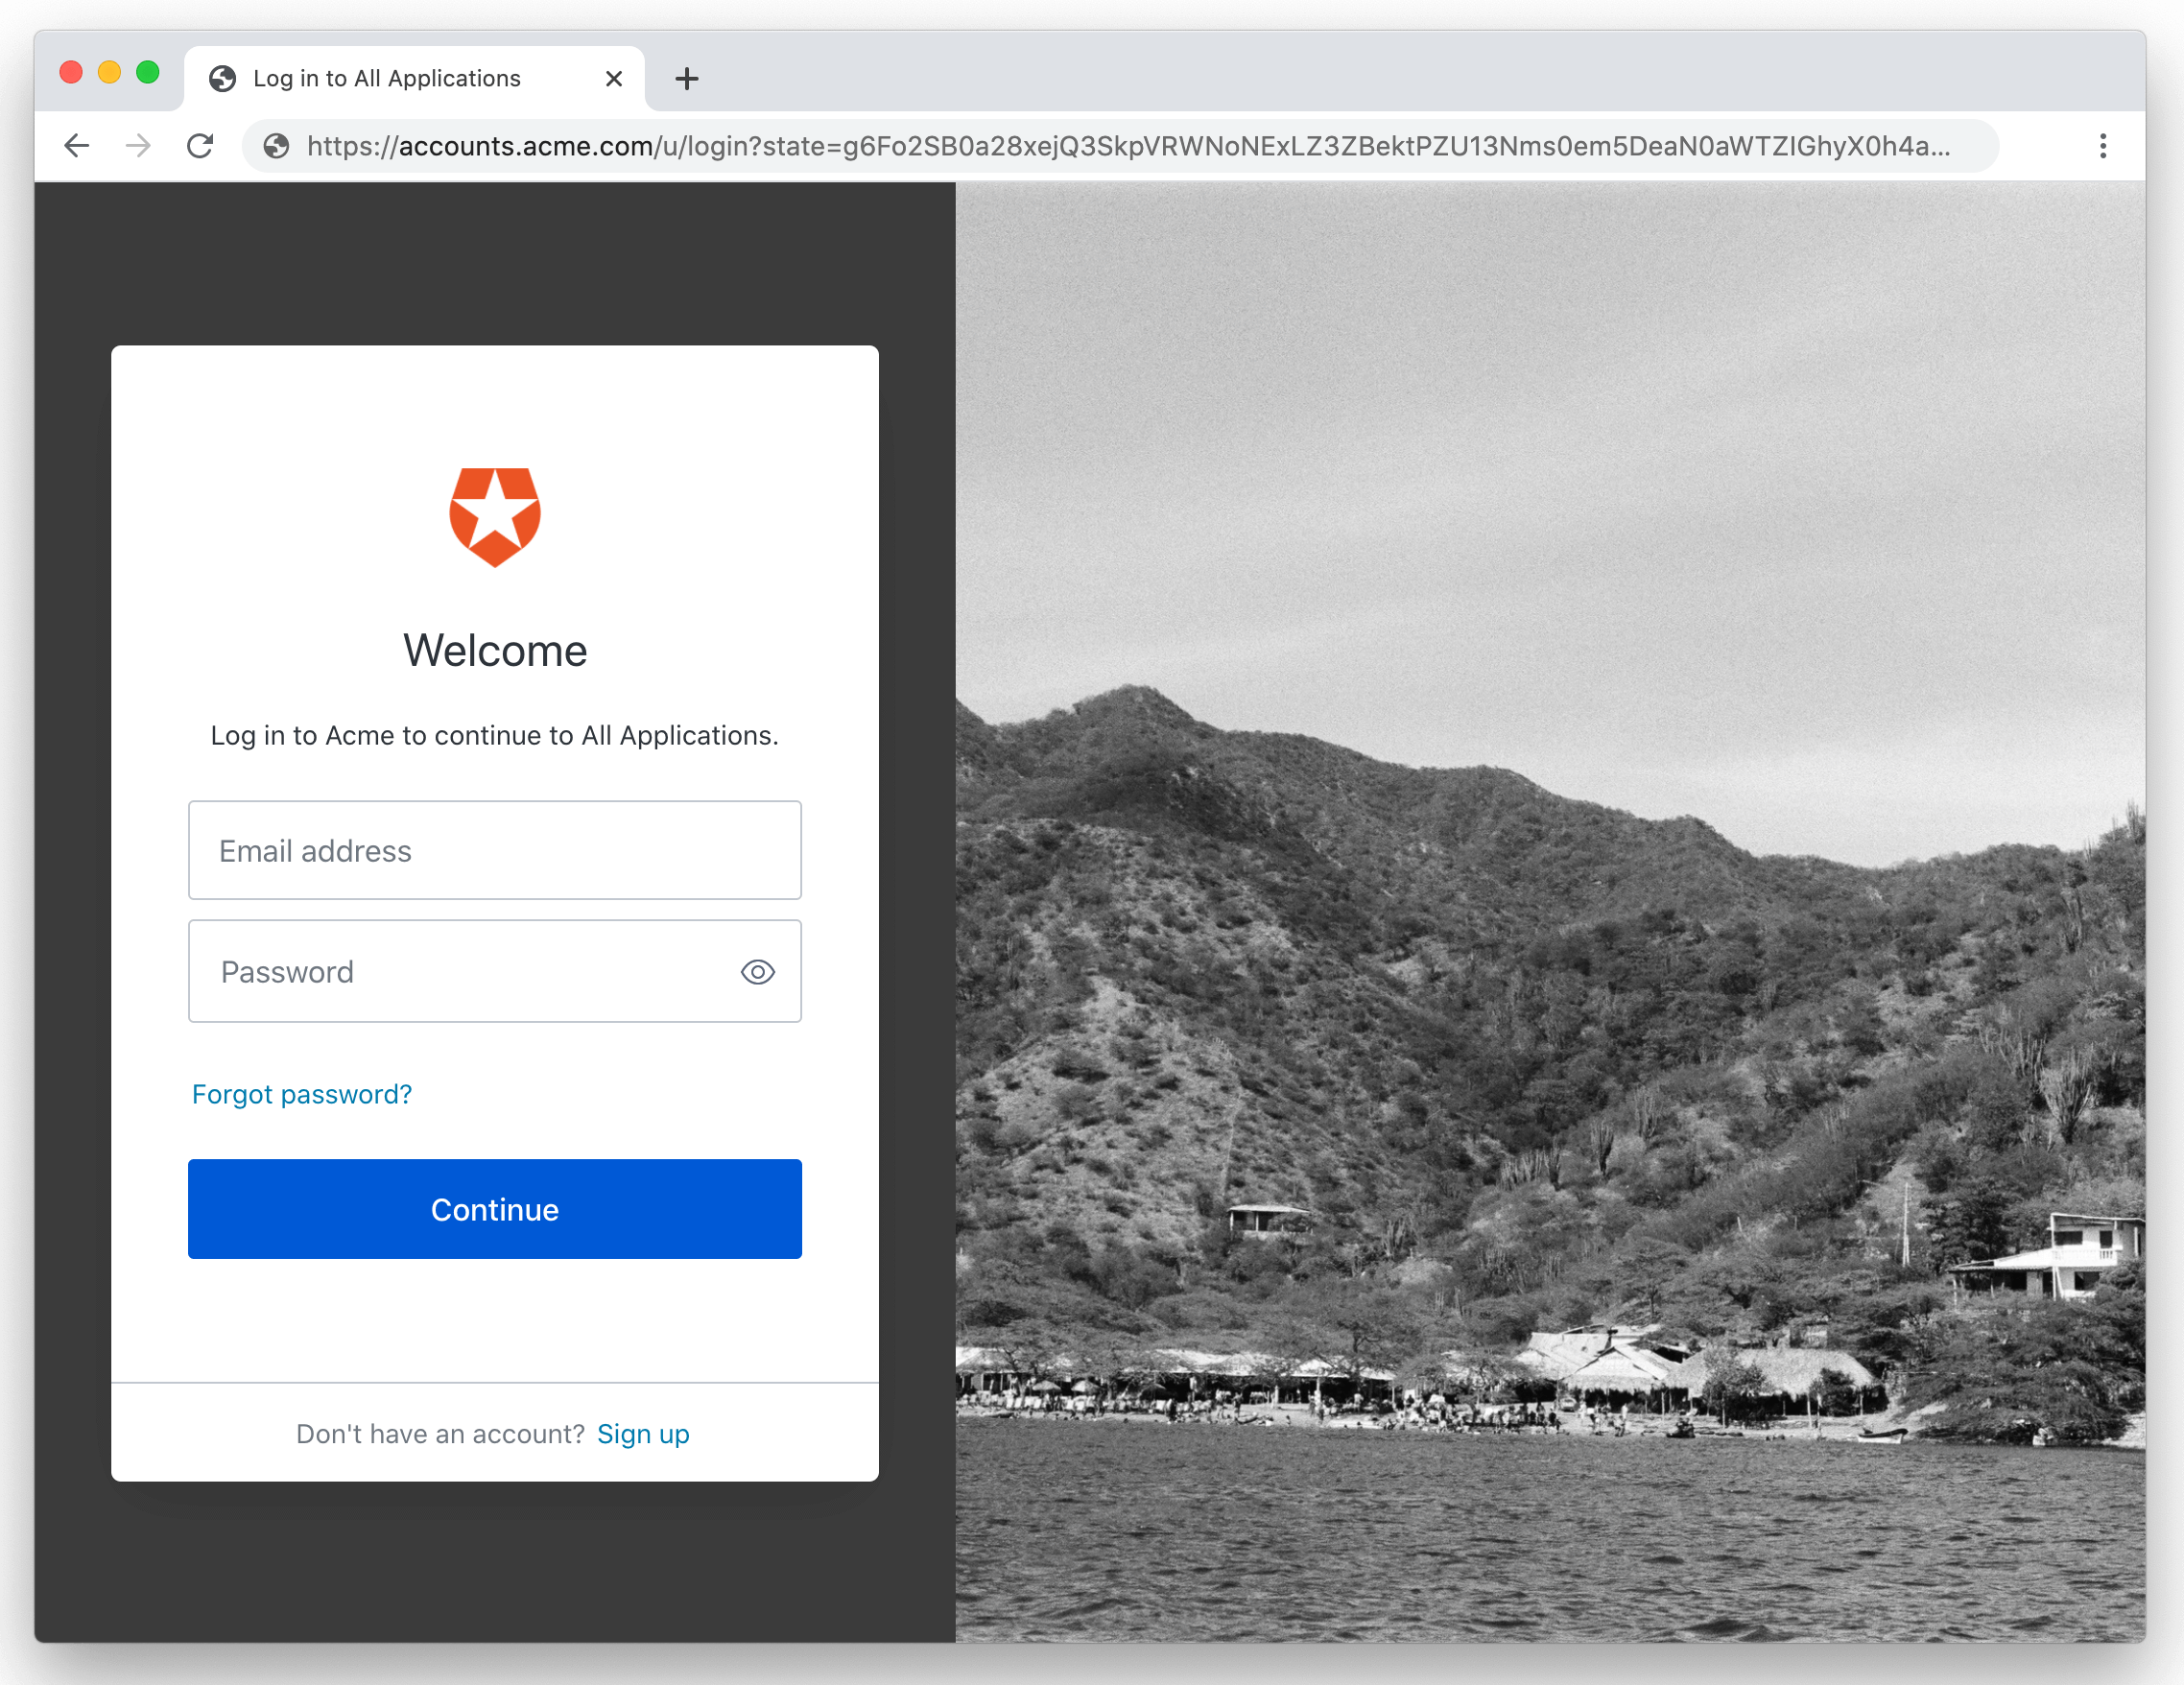 Log in to All Applications
https://accounts.acme.com/u/login?state=g6Fo2SB0a28xejQ3SkpVRWNoNExLZ3ZBektPZU13Nms0em5DeaN0aWTZIGhyX0h4a...
Welcome
Log in to Acme to continue to All Applications.
Email address
Password
Forgot password?
Continue
Don't have an account? Sign up